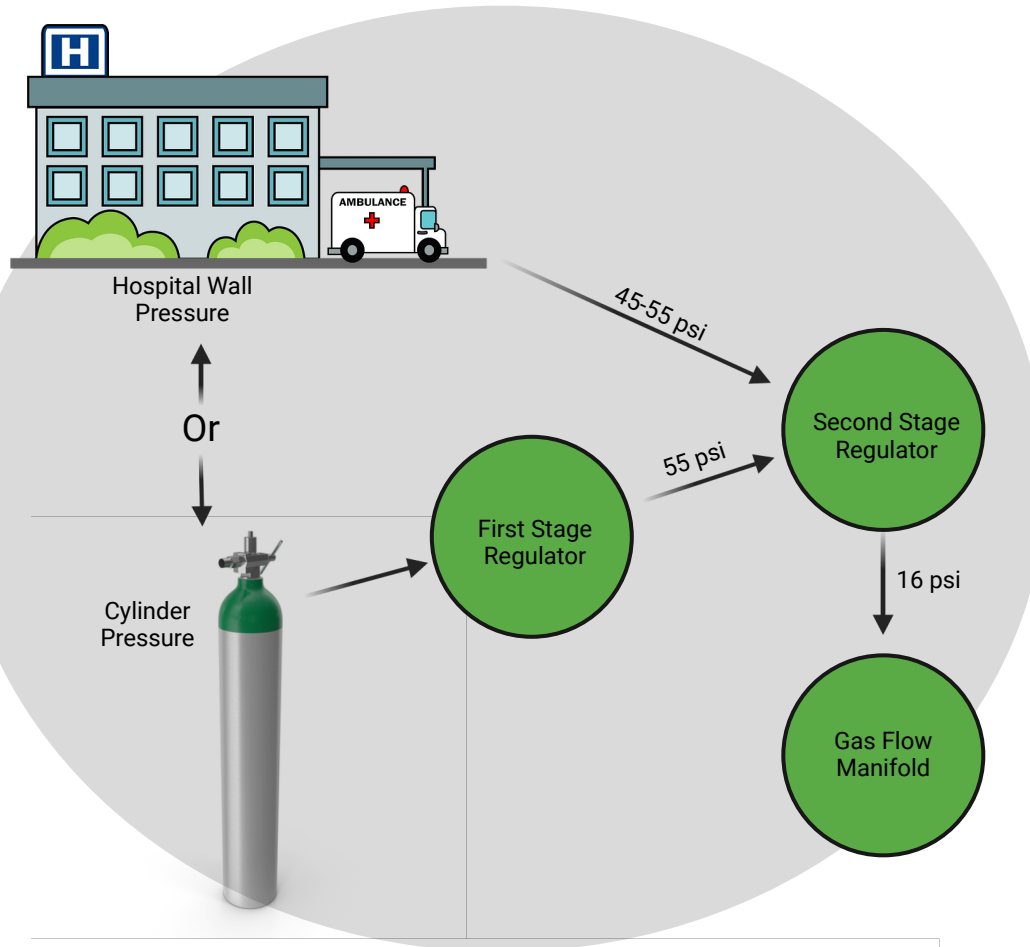 H
AMBULANCE
Hospital Wall
Pressure
45-55 psi
Or
Second Stage
Regulator
55 psi
First Stage
Regulator
16 psi
Cylinder
Pressure
Gas Flow
Manifold